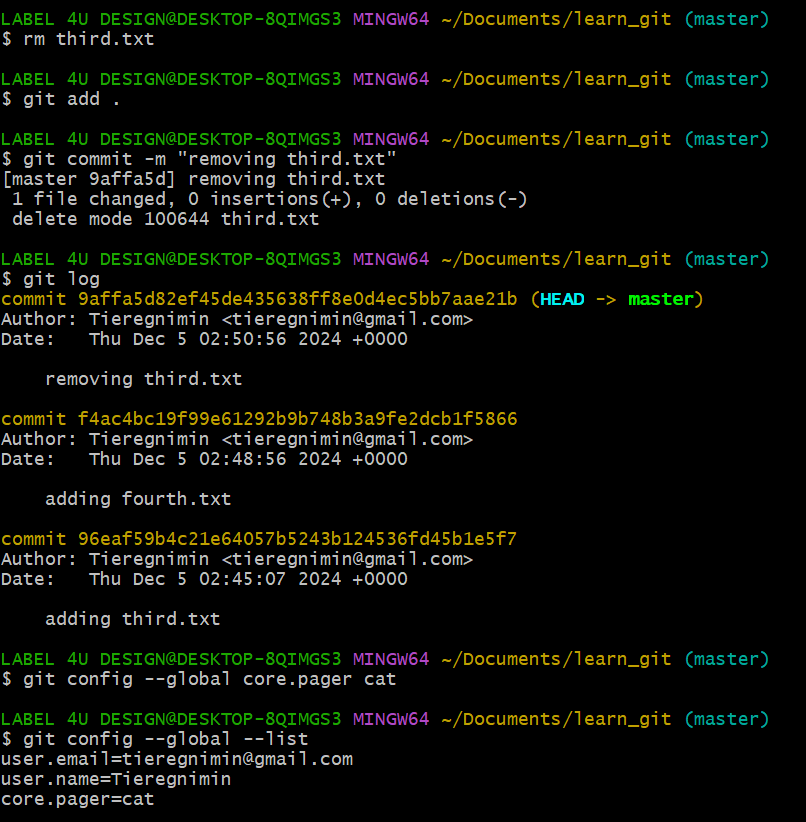 LABEL 4U DESIGN@DESKTOP-8QIMGS3 MINGW64 ~/Documents/learn_git (master)
$ rm third.txt
LABEL 4U DESIGN@DESKTOP-8QIMGS3 MINGW64 ~/Documents/learn_git (master)
$ git add .
LABEL 4U DESIGN@DESKTOP-8QIMGS3 MINGW64 ~/Documents/learn_git (master)
$ git commit -m "removing third.txt"
[master 9affa5d] removing third.txt
 1 file changed, 0 insertions(+), 0 deletions(-)
 delete mode 100644 third.txt
LABEL 4U DESIGN@DESKTOP-8QIMGS3 MINGW64 ~/Documents/learn_git (master)
$ git log
commit 9affa5d82ef45de435638ff8e0d4ec5bb7aae21b (HEAD -> master)
Author: Tieregnimin <tieregnimin@gmail.com>
Date:   Thu Dec 5 02:50:56 2024 +0000
    removing third.txt
commit f4ac4bc19f99e61292b9b748b3a9fe2dcb1f5866
Author: Tieregnimin <tieregnimin@gmail.com>
Date:   Thu Dec 5 02:48:56 2024 +0000
    adding fourth.txt
commit 96eaf59b4c21e64057b5243b124536fd45b1e5f7
Author: Tieregnimin <tieregnimin@gmail.com>
Date:   Thu Dec 5 02:45:07 2024 +0000
    adding third.txt
LABEL 4U DESIGN@DESKTOP-8QIMGS3 MINGW64 ~/Documents/learn_git (master)
$ git config --global core.pager cat
LABEL 4U DESIGN@DESKTOP-8QIMGS3 MINGW64 ~/Documents/learn_git (master)
$ git config --global --list
user.email=tieregnimin@gmail.com
user.name=Tieregnimin
core.pager=cat